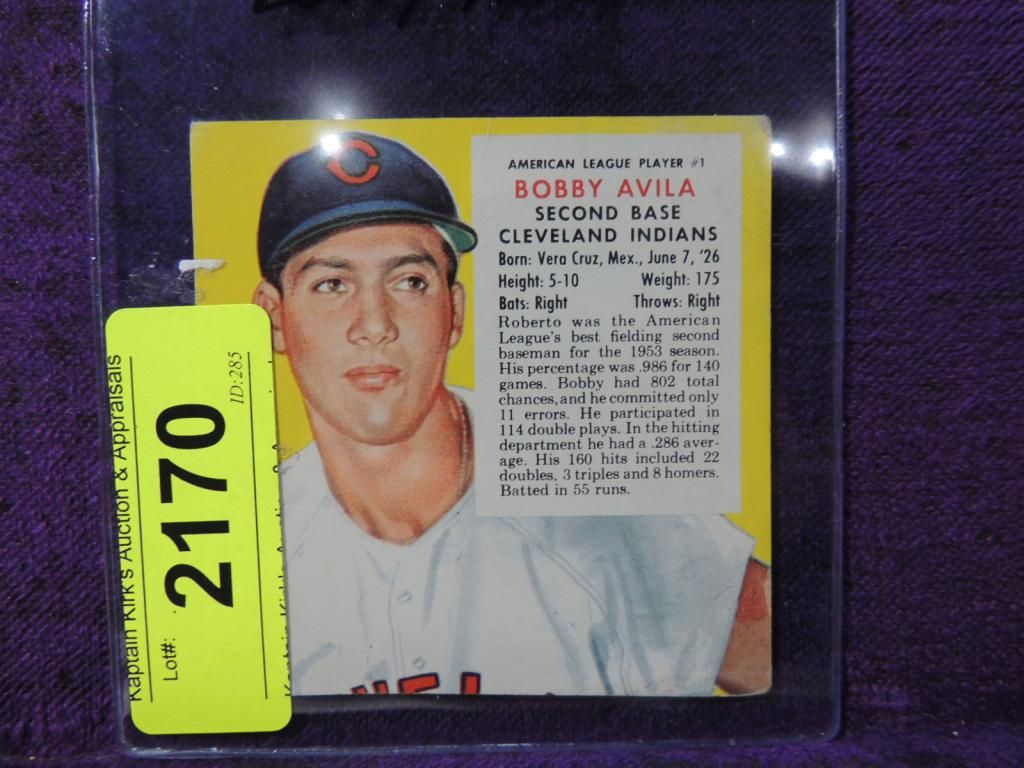 C
AMERICAN LEAGUE PLAYER #1
BOBBY AVILA
SECOND BASE
CLEVELAND INDIANS
Born: Vera Cruz, Mex., June 7, '26
Height: 5-10 Weight: 175
Bats: Right Throws: Right
Roberto was the American
League's best fielding second
baseman for the 1953 season.
His percentage was .986 for 140
games. Bobby had 802 total
chances, and he committed only
11 errors. He participated in
114 double plays. In the hitting
department he had a .286 aver-
age. His 160 hits included 22
doubles, 3 triples and 8 homers.
Batted in 55 runs.
Kaptain Kirk's Auction & Appraisals
Lot#: 2170
ID:285